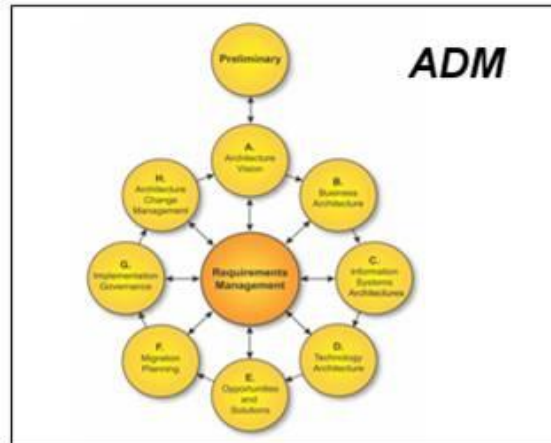 ADM
Preliminary
A.
Architecture
Vision
B.
Business
Architecture
C.
Information
Systems
Architectures
D.
Technology
Architecture
E.
Opportunities
and
Solutions
F.
Migration
Planning
G.
Implementation
Governance
H.
Architecture
Change
Management
Requirements
Management